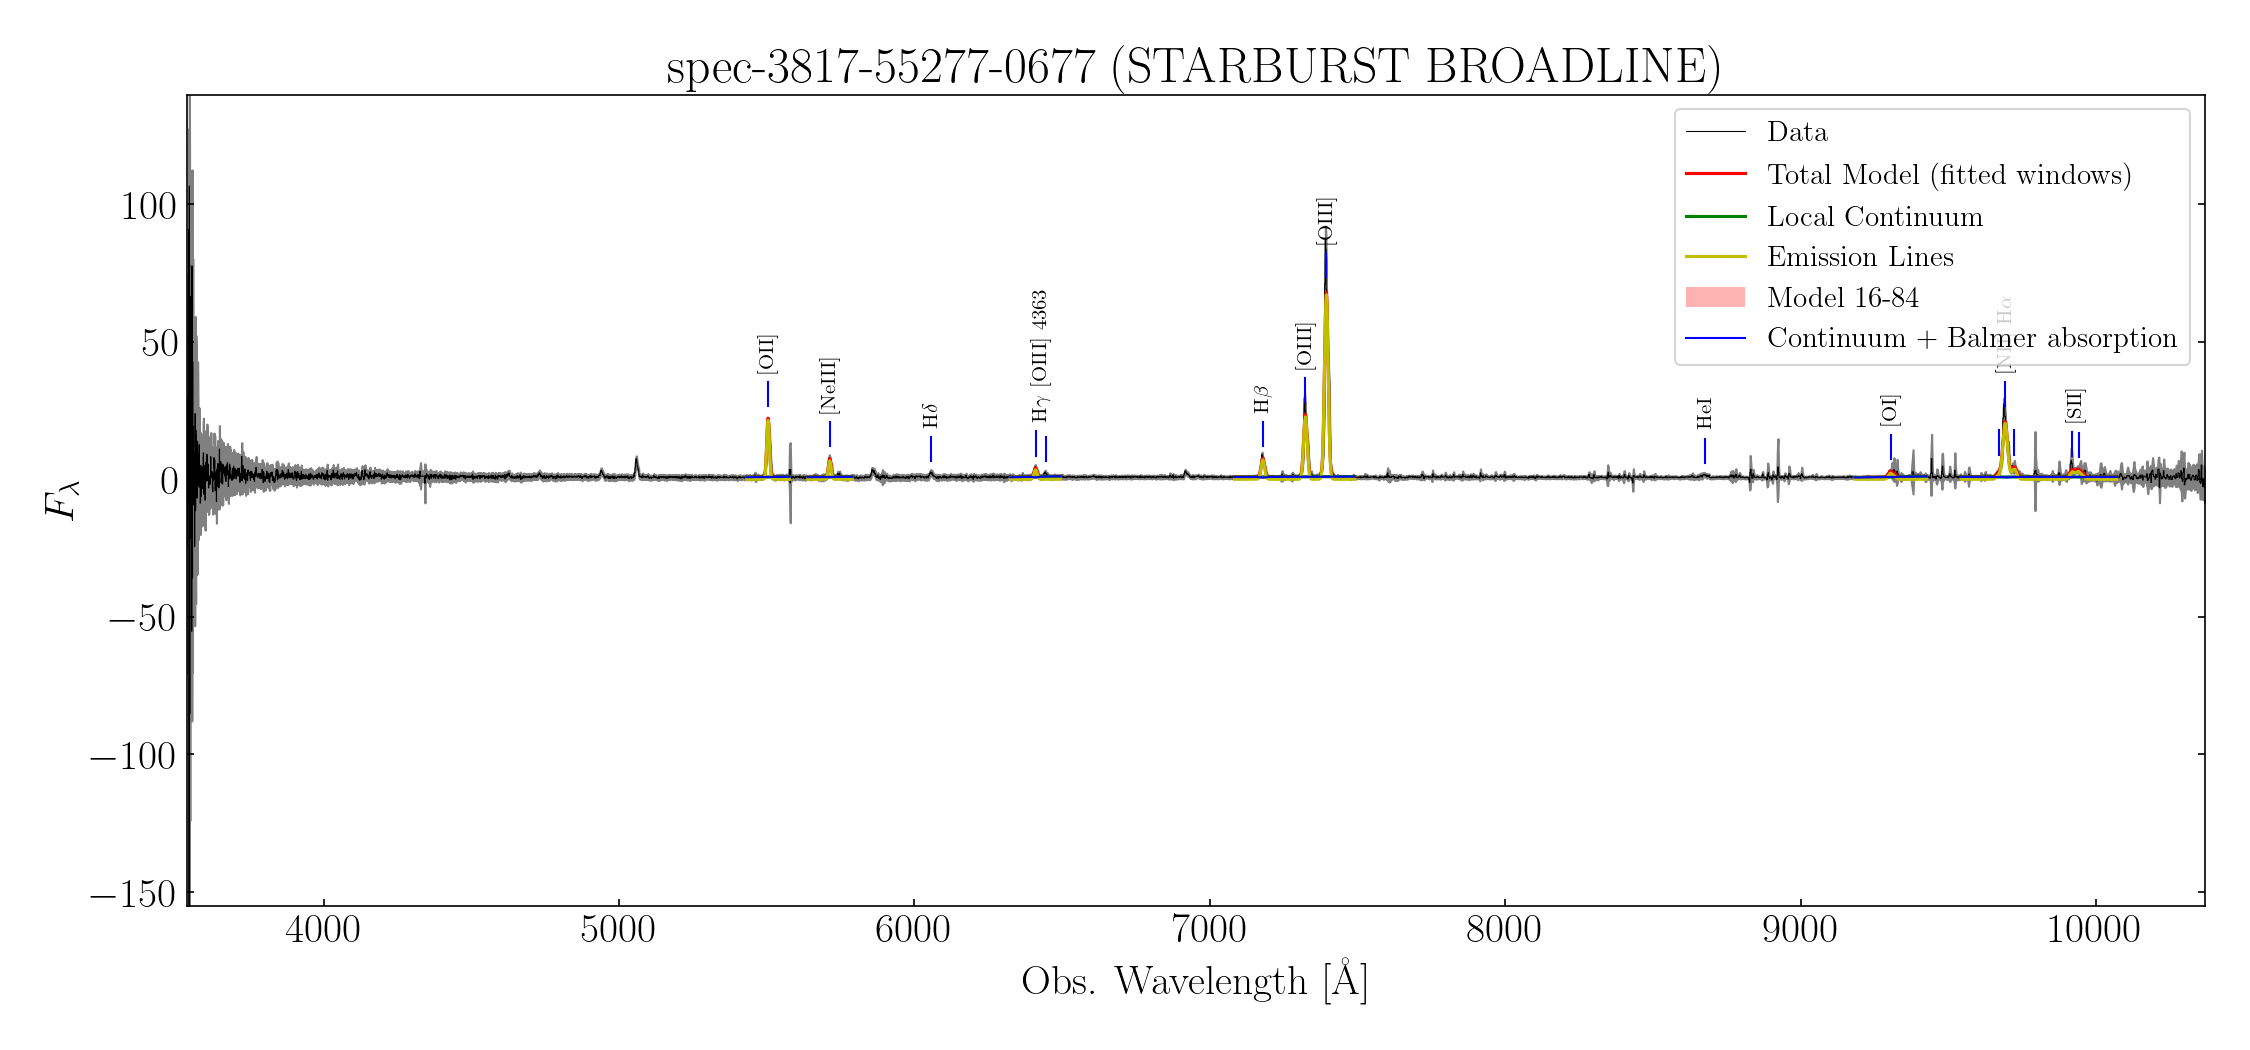 spec-3817-55277-0677 (STARBURST BROADLINE)
Data
Total Model (fitted windows)
Local Continuum
Emission Lines
Model 16-84
Continuum + Balmer absorption
[OII]
[NeIII]
Hδ
Hγ [OIII] 4363
Hβ
[OIII]
[OIII]
HeI
[OI]
Hα
[SII]
100
50
0
−50
−100
−150
F_λ
4000
5000
6000
7000
8000
9000
10000
Obs. Wavelength [Å]